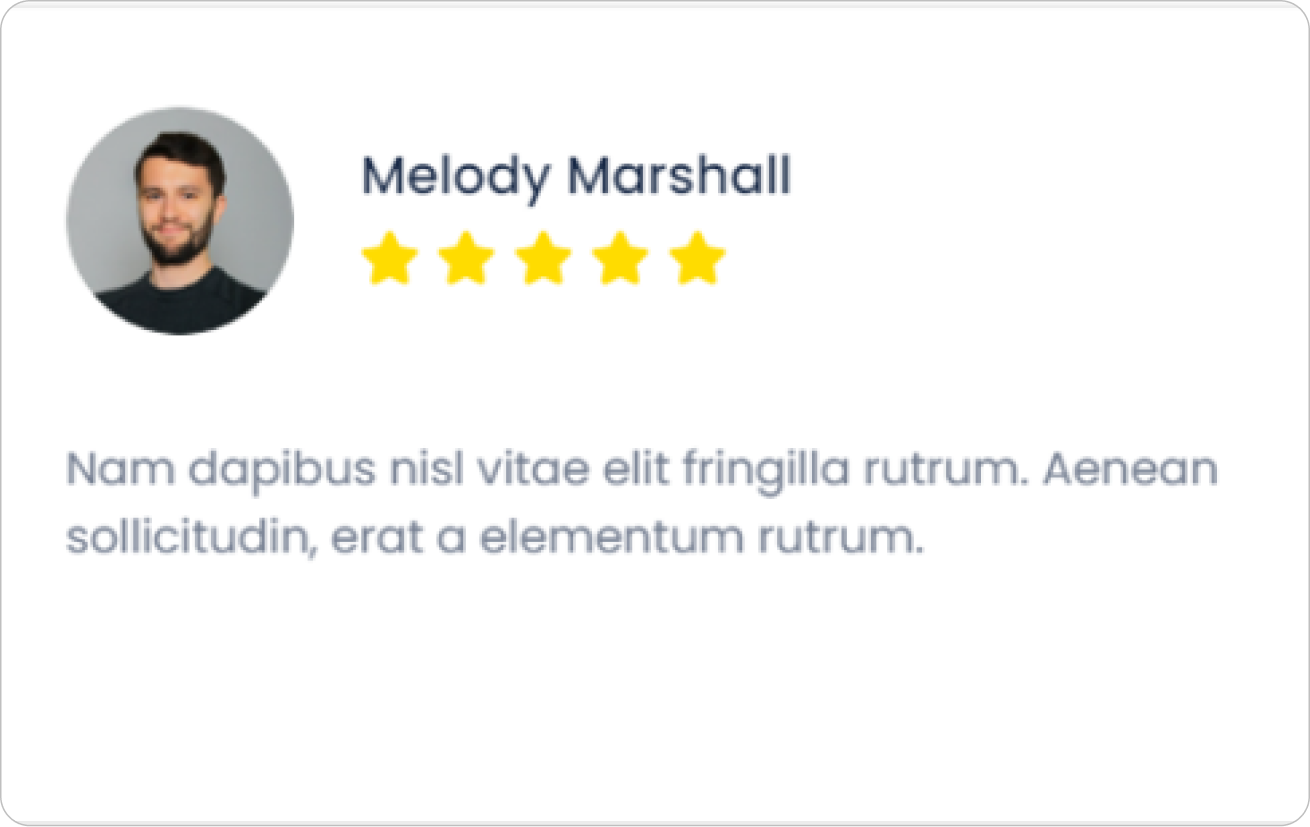 Melody Marshall
Nam dapibus nisl vitae elit fringilla rutrum. Aenean
sollicitudin, erat a elementum rutrum.